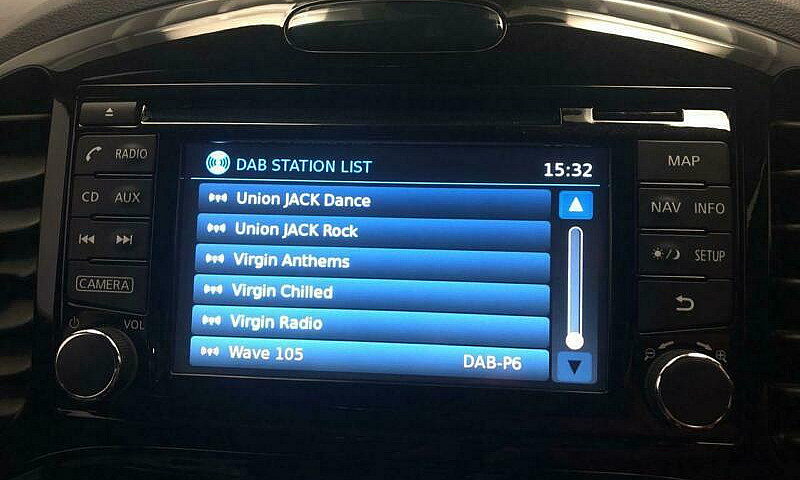 DAB STATION LIST 15:32
Union JACK Dance
Union JACK Rock
Virgin Anthems
Virgin Chilled
Virgin Radio
Wave 105 DAB-P6
RADIO
CD AUX
CAMERA
VOL
MAP
NAV INFO
SETUP